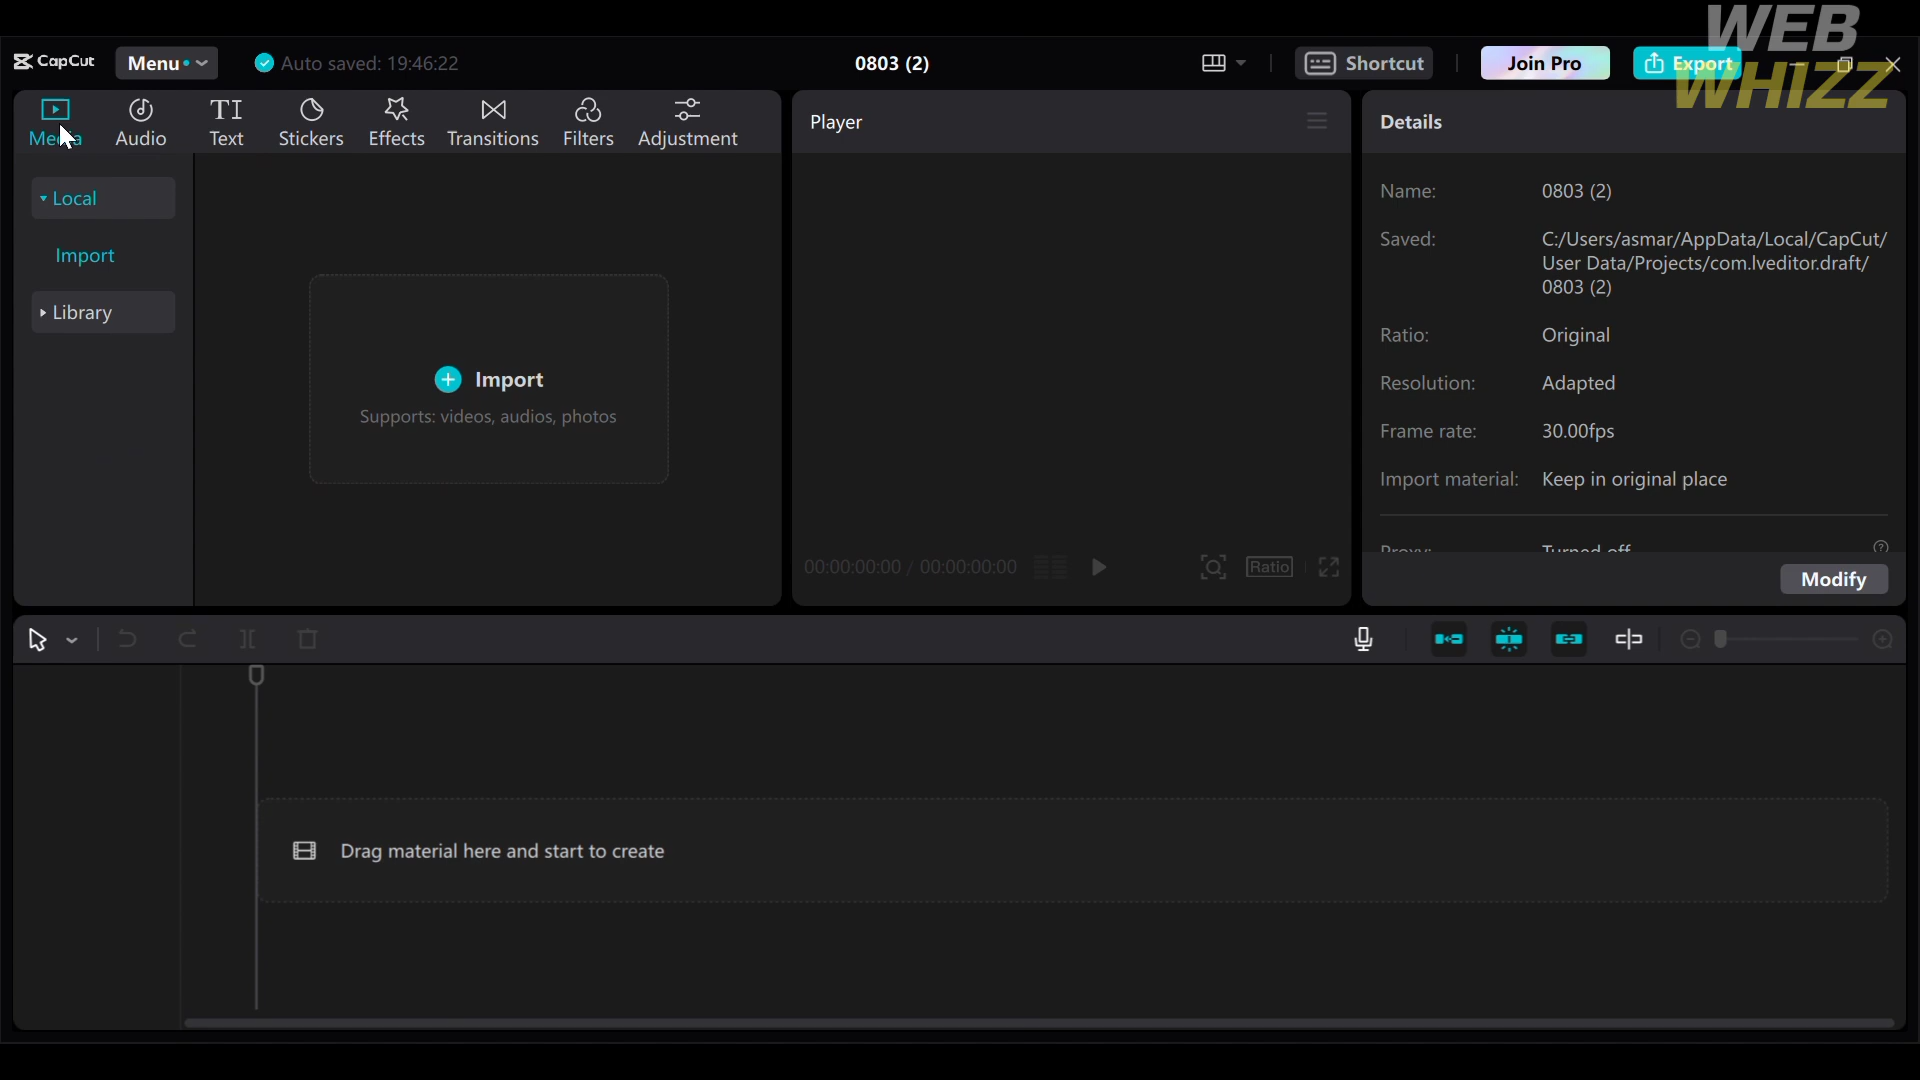 WEB
WHIZZ
CapCut
Menu
Auto saved: 19:46:22
0803 (2)
Shortcut
Join Pro
Export
Media
Audio
TI
Text
Stickers
Effects
Transitions
Filters
Adjustment
Local
Import
Library
Import
Supports: videos, audios, photos
Player
00:00:00:00 / 00:00:00:00
Ratio
Details
Name: 0803 (2)
Saved: C:/Users/asmar/AppData/Local/CapCut/
User Data/Projects/com.lveditor.draft/
0803 (2)
Ratio: Original
Resolution: Adapted
Frame rate: 30.00fps
Import material: Keep in original place
Proxy: Turned off
Modify
Drag material here and start to create